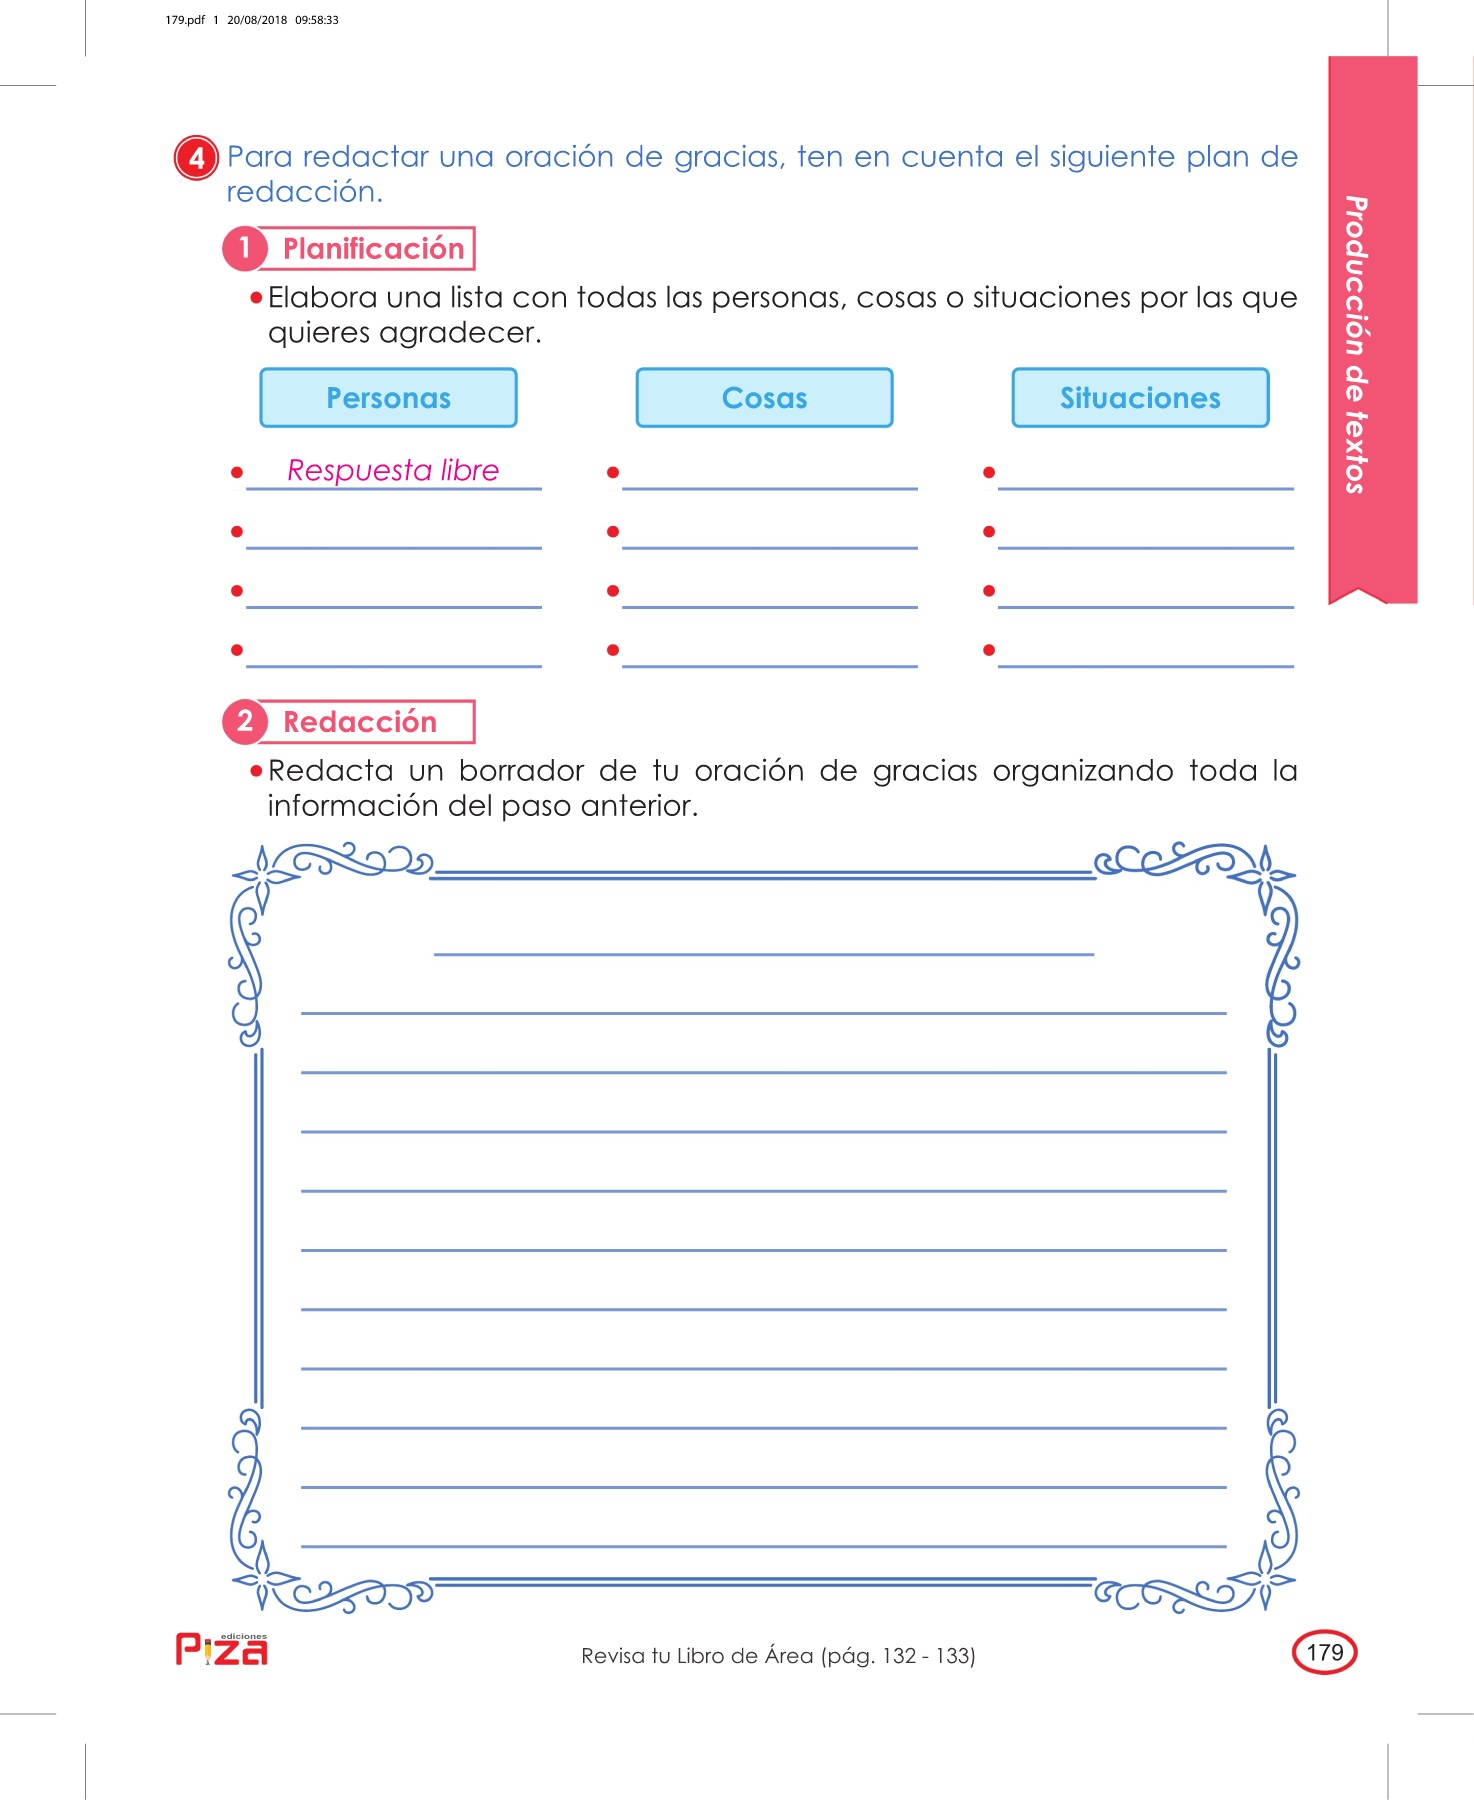 179.pdf 1 20/08/2018 09:58:33
4 Para redactar una oración de gracias, ten en cuenta el siguiente plan de
redacción.
1 Planificación
• Elabora una lista con todas las personas, cosas o situaciones por las que
quieres agradecer.
Personas Cosas Situaciones
• Respuesta libre • •
• • •
• • •
• • •
2 Redacción
• Redacta un borrador de tu oración de gracias organizando toda la
información del paso anterior.
Producción de textos
ediciones
Piza
Revisa tu Libro de Área (pág. 132 - 133)
179